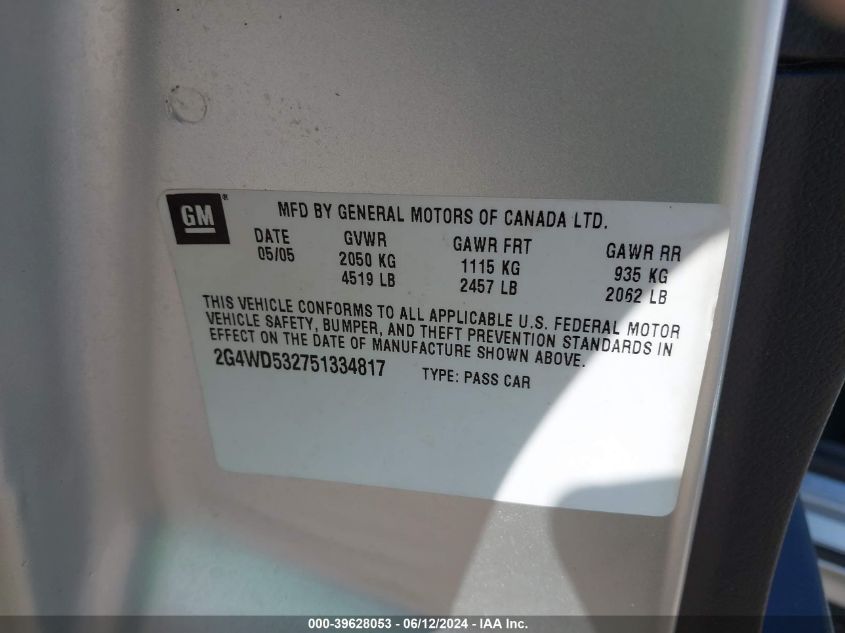 GM ®
MFD BY GENERAL MOTORS OF CANADA LTD.
DATE GVWR GAWR FRT GAWR RR
05/05 2050 KG 1115 KG 935 KG
4519 LB 2457 LB 2062 LB
THIS VEHICLE CONFORMS TO ALL APPLICABLE U.S. FEDERAL MOTOR
VEHICLE SAFETY, BUMPER, AND THEFT PREVENTION STANDARDS IN
EFFECT ON THE DATE OF MANUFACTURE SHOWN ABOVE.
2G4WD532751334817 TYPE: PASS CAR
000-39628053 - 06/12/2024 - IAA Inc.